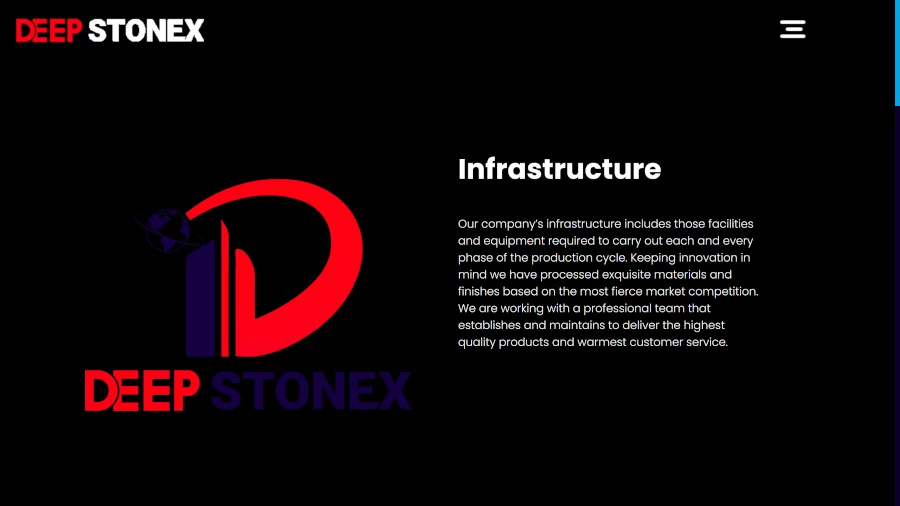 DEEP STONEX
Infrastructure
Our company's infrastructure includes those facilities
and equipment required to carry out each and every
phase of the production cycle. Keeping innovation in
mind we have processed exquisite materials and
finishes based on the most fierce market competition.
We are working with a professional team that
establishes and maintains to deliver the highest
quality products and warmest customer service.
DEEP STONEX